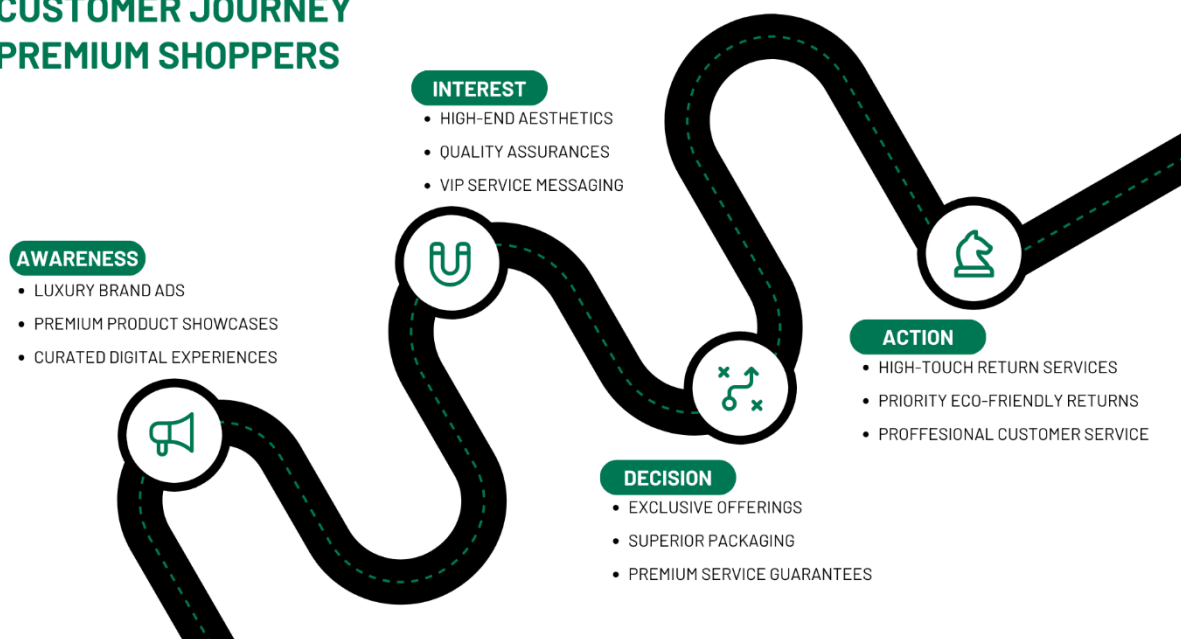 CUSTOMER JOURNEY
PREMIUM SHOPPERS
AWARENESS
• LUXURY BRAND ADS
• PREMIUM PRODUCT SHOWCASES
• CURATED DIGITAL EXPERIENCES
INTEREST
• HIGH-END AESTHETICS
• QUALITY ASSURANCES
• VIP SERVICE MESSAGING
DECISION
• EXCLUSIVE OFFERINGS
• SUPERIOR PACKAGING
• PREMIUM SERVICE GUARANTEES
ACTION
• HIGH-TOUCH RETURN SERVICES
• PRIORITY ECO-FRIENDLY RETURNS
• PROFFESIONAL CUSTOMER SERVICE